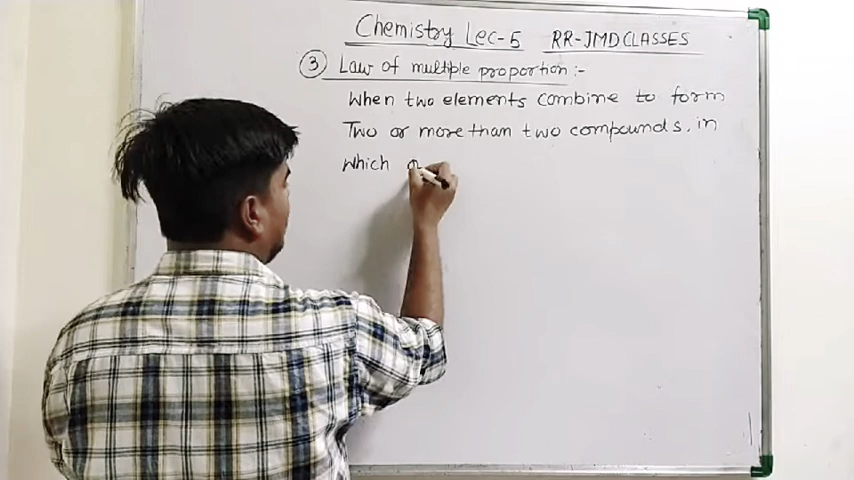 Chemistry Lec-5 RR-JMD CLASSES
③ Law of multiple proportion :-
When two elements combine to form
Two or more than two compounds. in
which